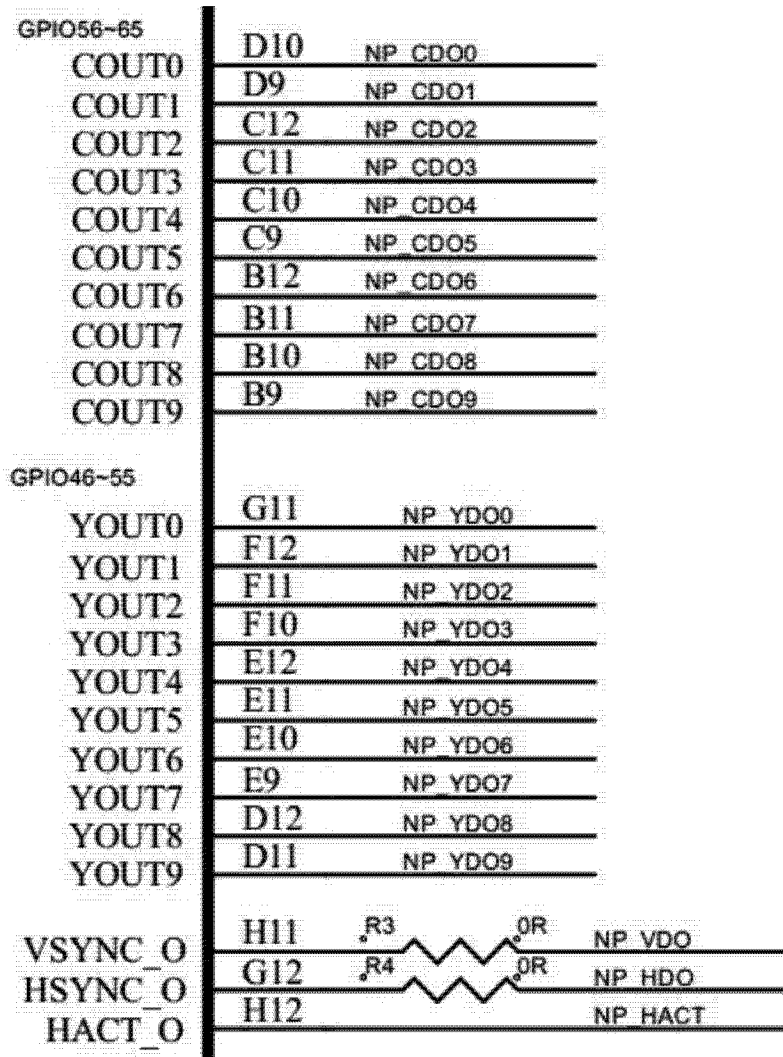 GPIO56~65
COUT0 D10 NP_CDO0
COUT1 D9 NP_CDO1
COUT2 C12 NP_CDO2
COUT3 C11 NP_CDO3
COUT4 C10 NP_CDO4
COUT5 C9 NP_CDO5
COUT6 B12 NP_CDO6
COUT7 B11 NP_CDO7
COUT8 B10 NP_CDO8
COUT9 B9 NP_CDO9
GPIO46~55
YOUT0 G11 NP_YDO0
YOUT1 F12 NP_YDO1
YOUT2 F11 NP_YDO2
YOUT3 F10 NP_YDO3
YOUT4 E12 NP_YDO4
YOUT5 E11 NP_YDO5
YOUT6 E10 NP_YDO6
YOUT7 E9 NP_YDO7
YOUT8 D12 NP_YDO8
YOUT9 D11 NP_YDO9
VSYNC_O H11 R3 0R NP_VDO
HSYNC_O G12 R4 0R NP_HDO
HACT_O H12 NP_HACT